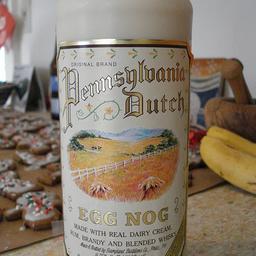 ORIGINAL BRAND
Pennsylvania
Dutch
EGG NOG
MADE WITH REAL DAIRY CREAM,
RUM, BRANDY AND BLENDED WHISKY